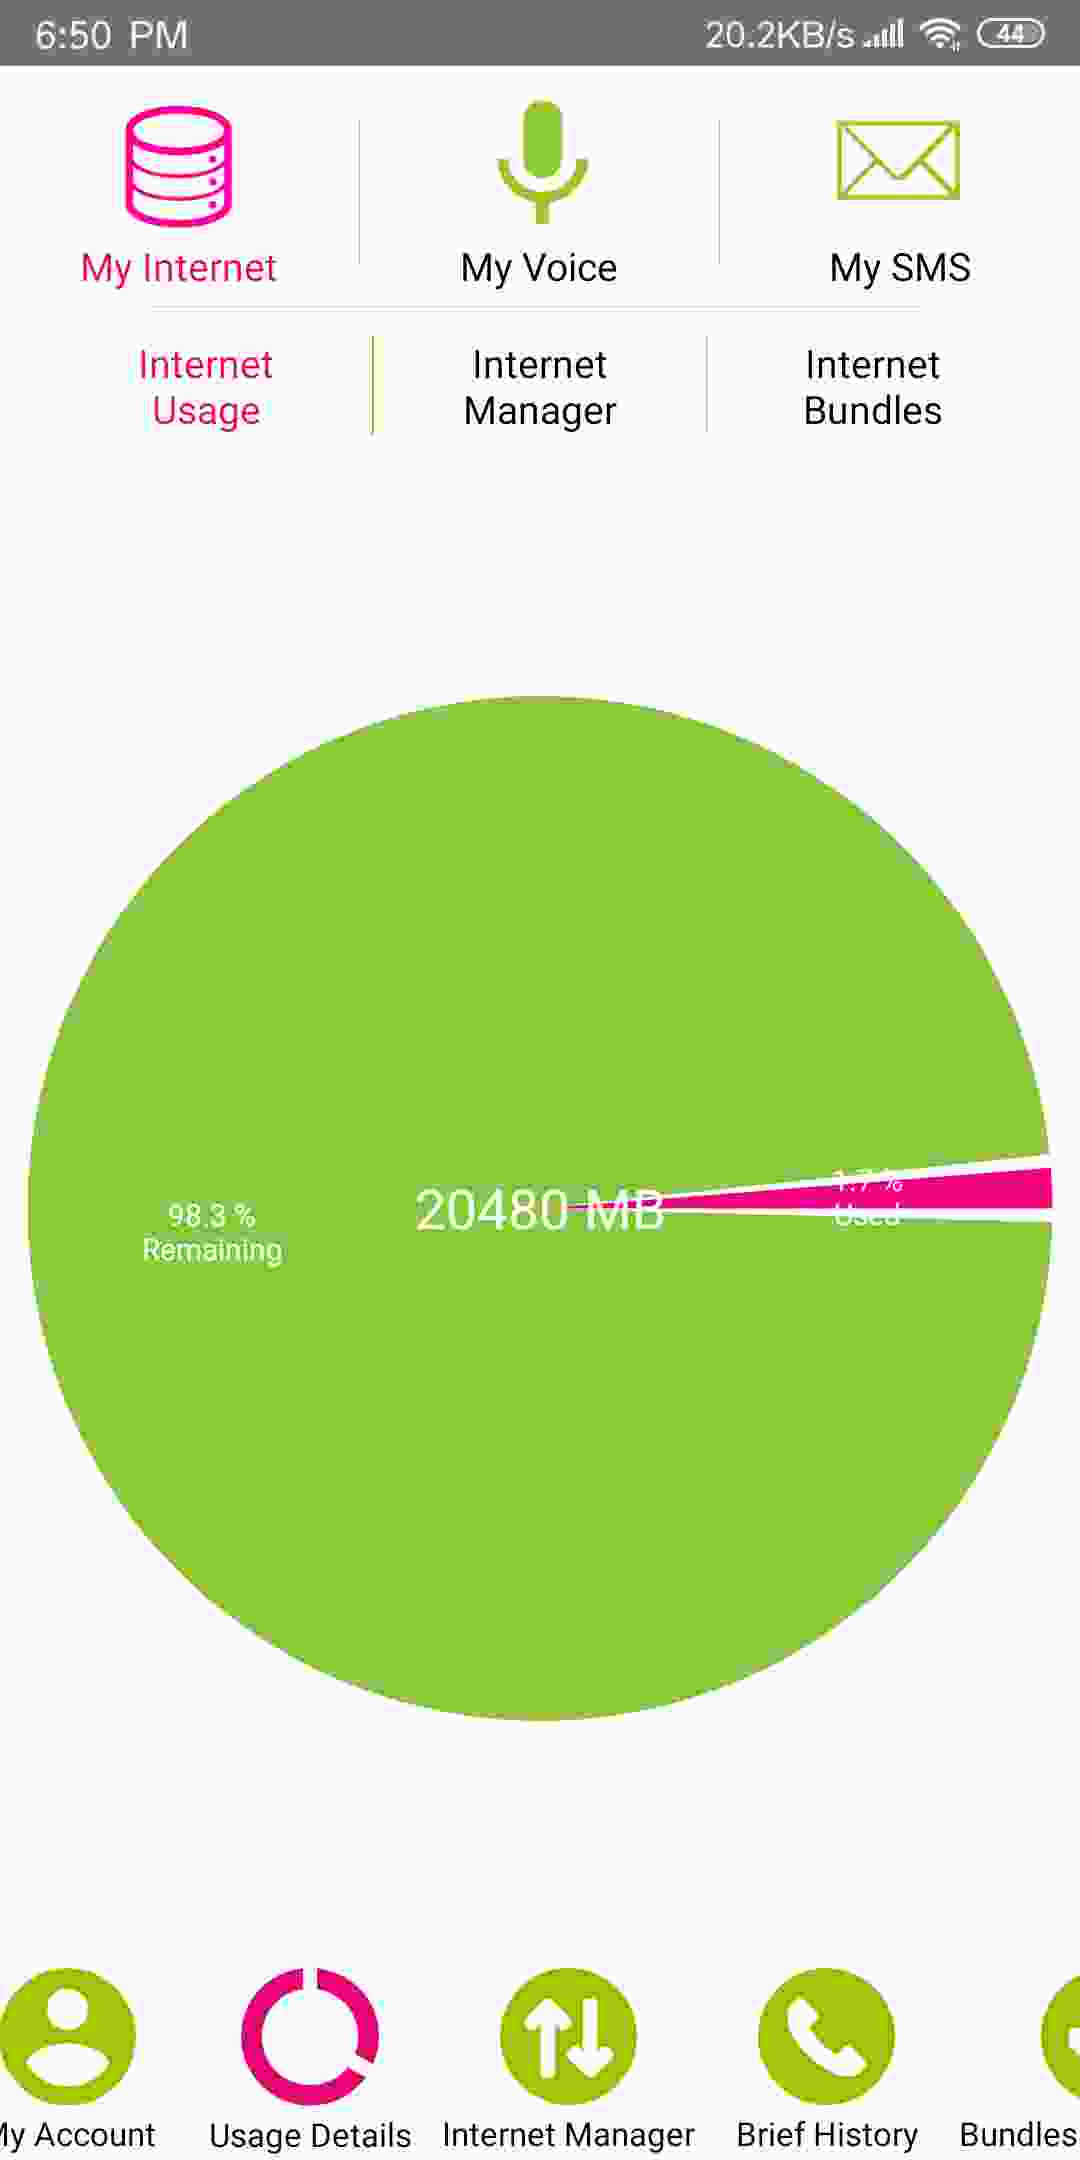 6:50 PM 20.2KB/s 44
My Internet My Voice My SMS
Internet Usage
Internet Manager
Internet Bundles
1.7 %
Used
20480 MB
98.3 %
Remaining
My Account Usage Details Internet Manager Brief History Bundles